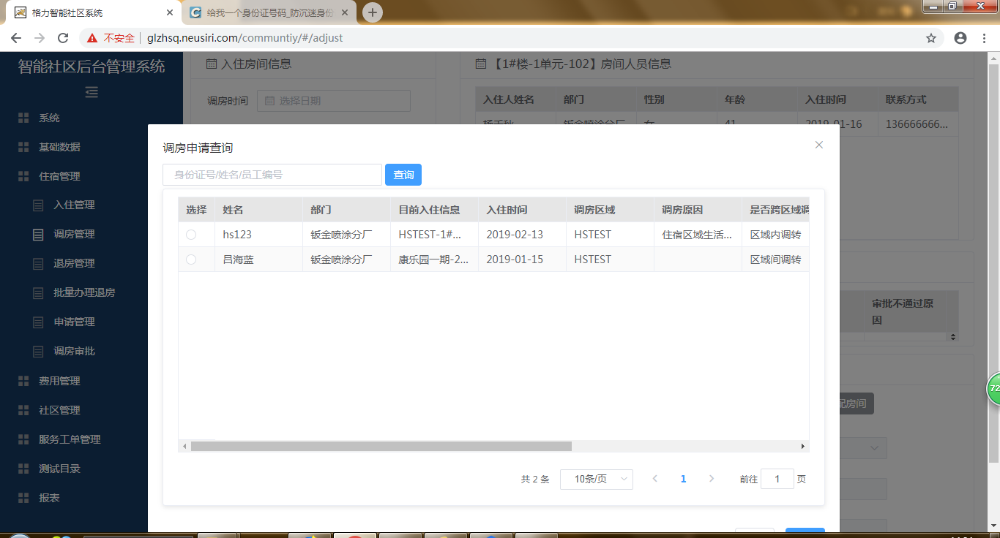 格力智能社区系统
给我一个身份证号码_防沉迷身份
不安全 glzhsq.neusiri.com/communtiy/#/adjust
智能社区后台管理系统
系统
基础数据
住宿管理
入住管理
调房管理
退房管理
批量办理退房
申请管理
调房审批
费用管理
社区管理
服务工单管理
测试目录
报表
入住房间信息
调房时间 选择日期
【1#楼-1单元-102】房间人员信息
入住人姓名 部门 性别 年龄 入住时间 联系方式
钣金喷涂分厂 女 41 2019-01-16 136666666...
调房申请查询
身份证号/姓名/员工编号 查询
选择 姓名 部门 目前入住信息 入住时间 调房区域 调房原因 是否跨区域调
hs123 钣金喷涂分厂 HSTEST-1#... 2019-02-13 HSTEST 住宿区域生活... 区域内调转
吕海蓝 钣金喷涂分厂 康乐园一期-2... 2019-01-15 HSTEST 区域间调转
共 2 条 10条/页 1 前往 1 页
审批不通过原
因
配房间
72